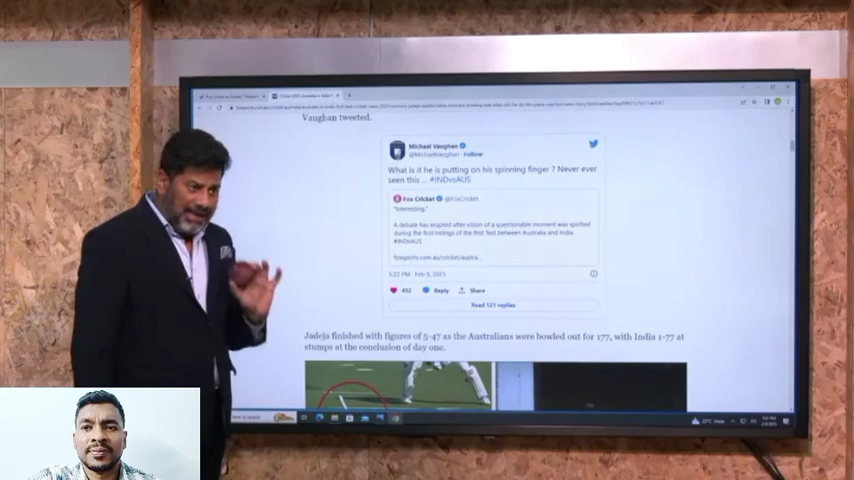 Vaughan tweeted.
Michael Vaughan
@MichaelVaughan · Follow
What is it he is putting on his spinning finger ? Never ever
seen this ... #INDvsAUS
Fox Cricket @FoxCricket
"Interesting."
A debate has erupted after vision of a questionable moment was spotted
during the first innings of the first Test between Australia and India.
#INDvAUS
foxsports.com.au/cricket/austra...
5:22 PM · Feb 9, 2023
432 Reply Share
Read 121 replies
Jadeja finished with figures of 5-47 as the Australians were bowled out for 177, with India 1-77 at
stumps at the conclusion of day one.